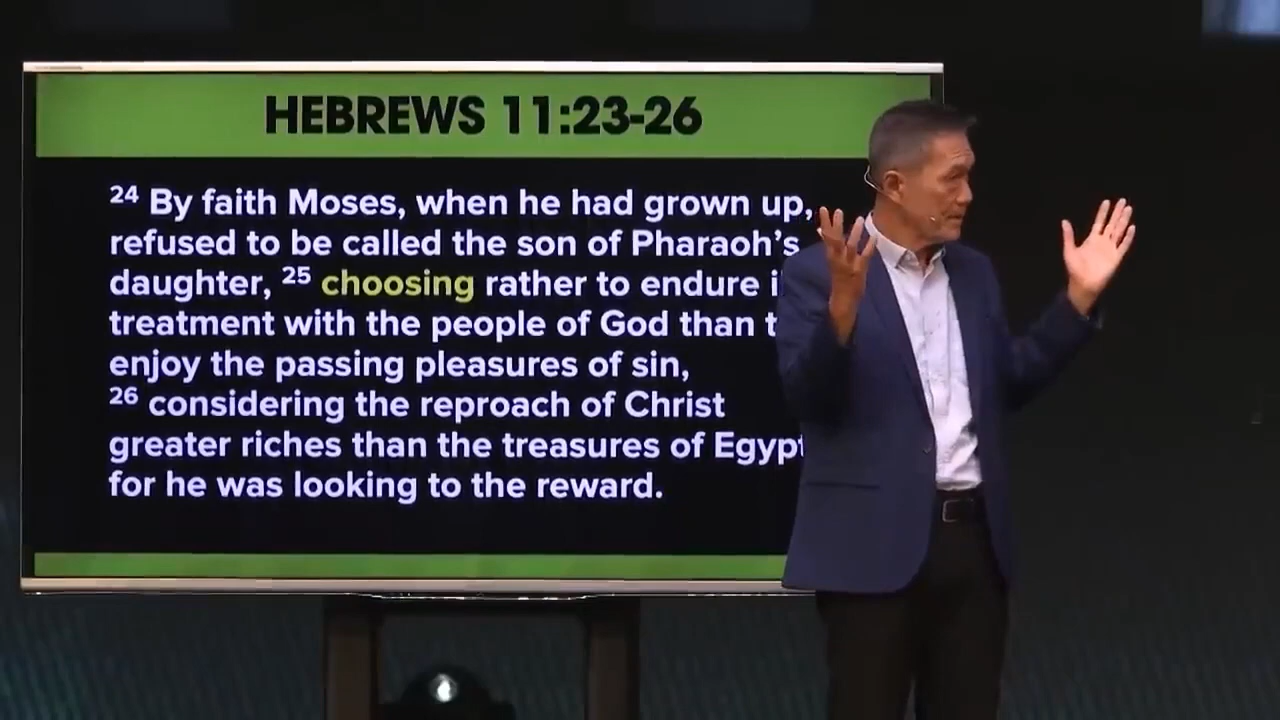 HEBREWS 11:23-26
24 By faith Moses, when he had grown up,
refused to be called the son of Pharaoh’s
daughter, 25 choosing rather to endure
treatment with the people of God than
enjoy the passing pleasures of sin,
26 considering the reproach of Christ
greater riches than the treasures of Egypt
for he was looking to the reward.